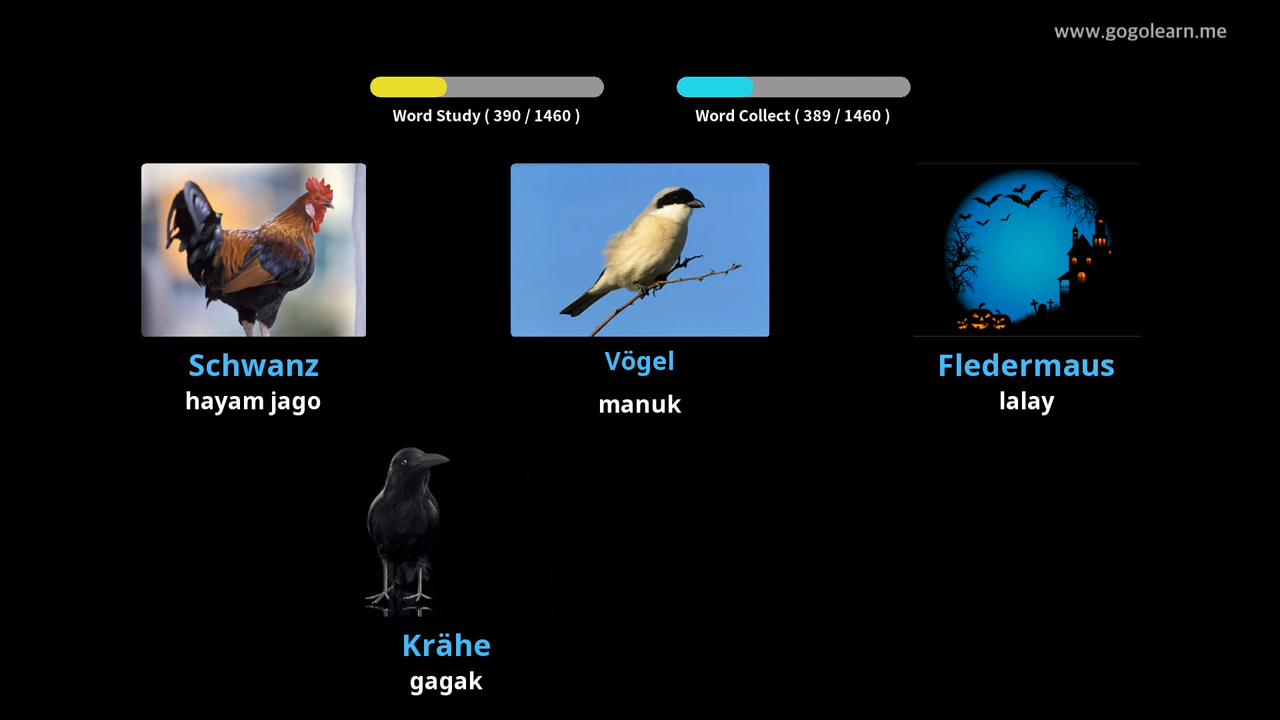 www.gogolearn.me
Word Study ( 390 / 1460 )
Word Collect ( 389 / 1460 )
Schwanz
hayam jago
Vögel
manuk
Fledermaus
lalay
Krähe
gagak